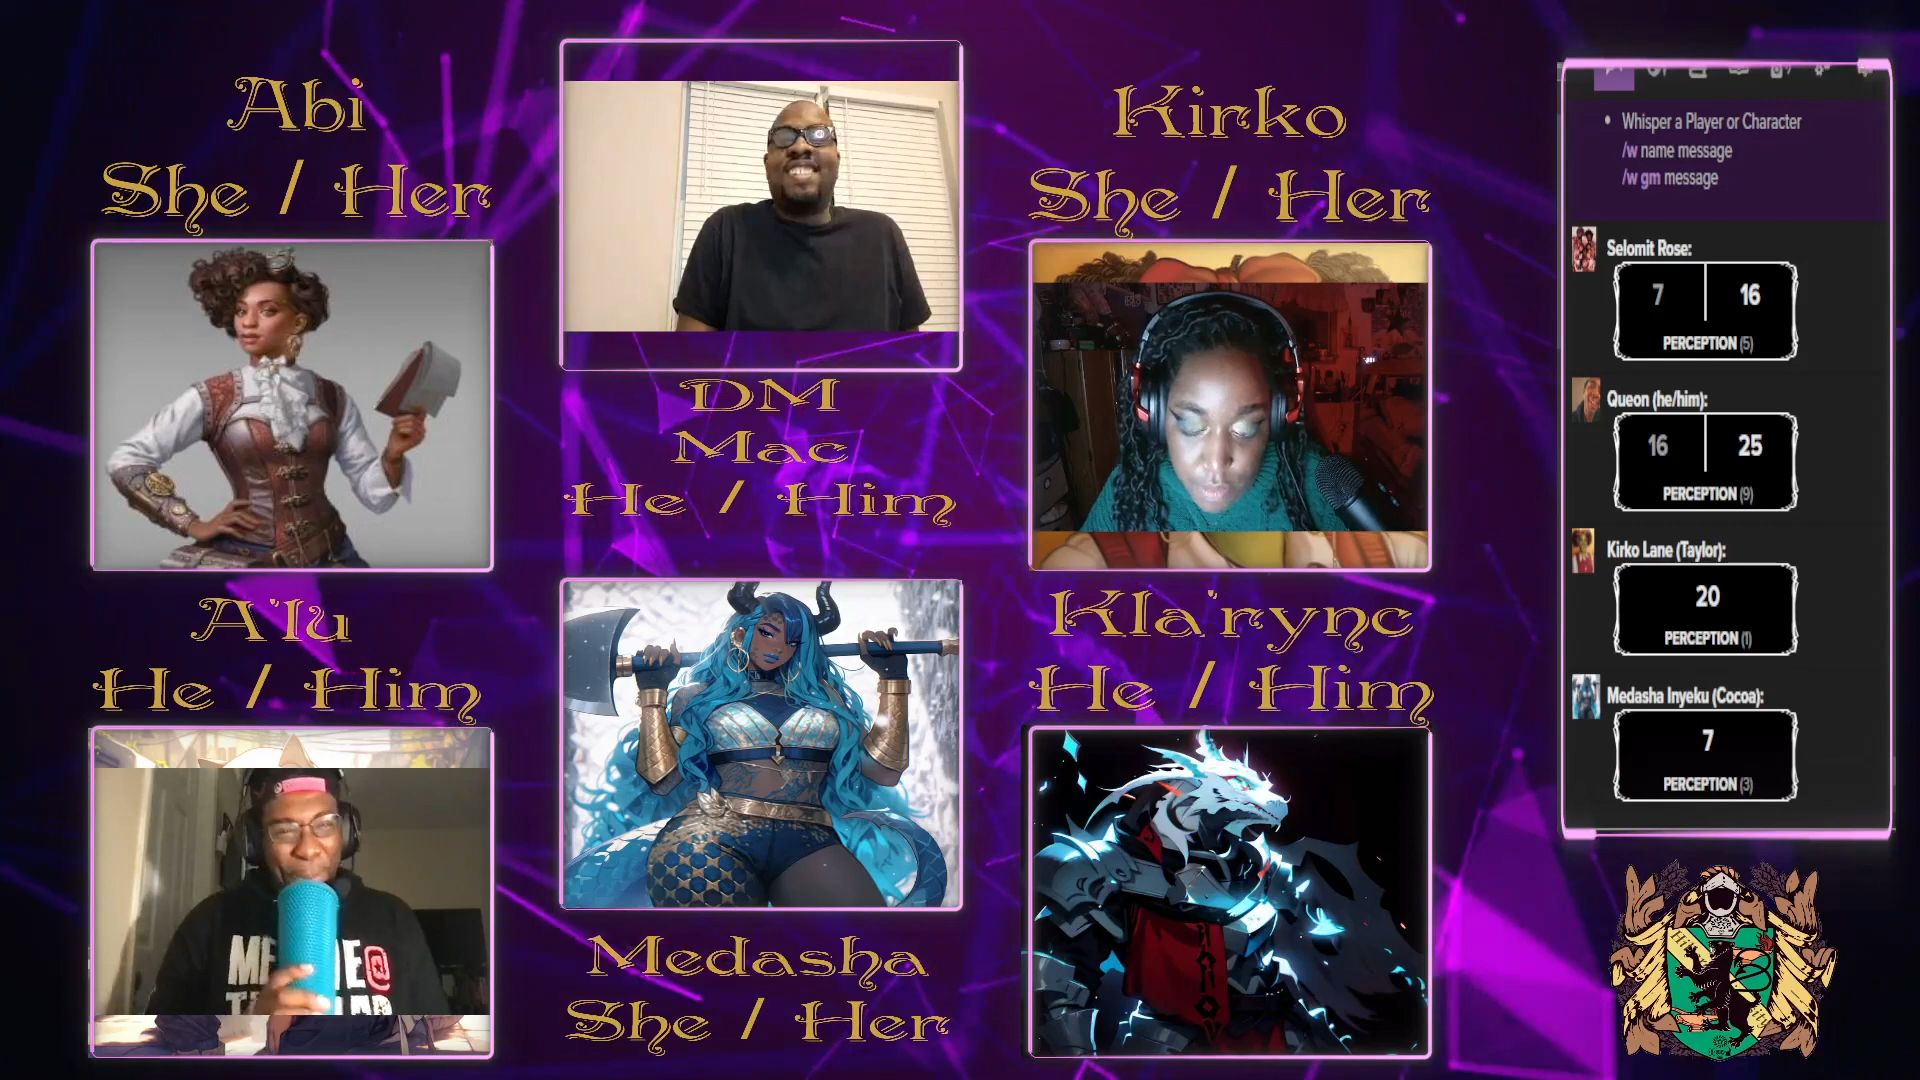 Abi
She / Her
DM
Mac
He / Him
Kirko
She / Her
A'lu
He / Him
Medasha
She / Her
Kla'rync
He / Him
Whisper a Player or Character
/w name message
/w gm message
Selomit Rose:
7 16
PERCEPTION (5)
Queon (he/him):
16 25
PERCEPTION (9)
Kirko Lane (Taylor):
20
PERCEPTION (1)
Medasha Inyeku (Cocoa):
7
PERCEPTION (3)